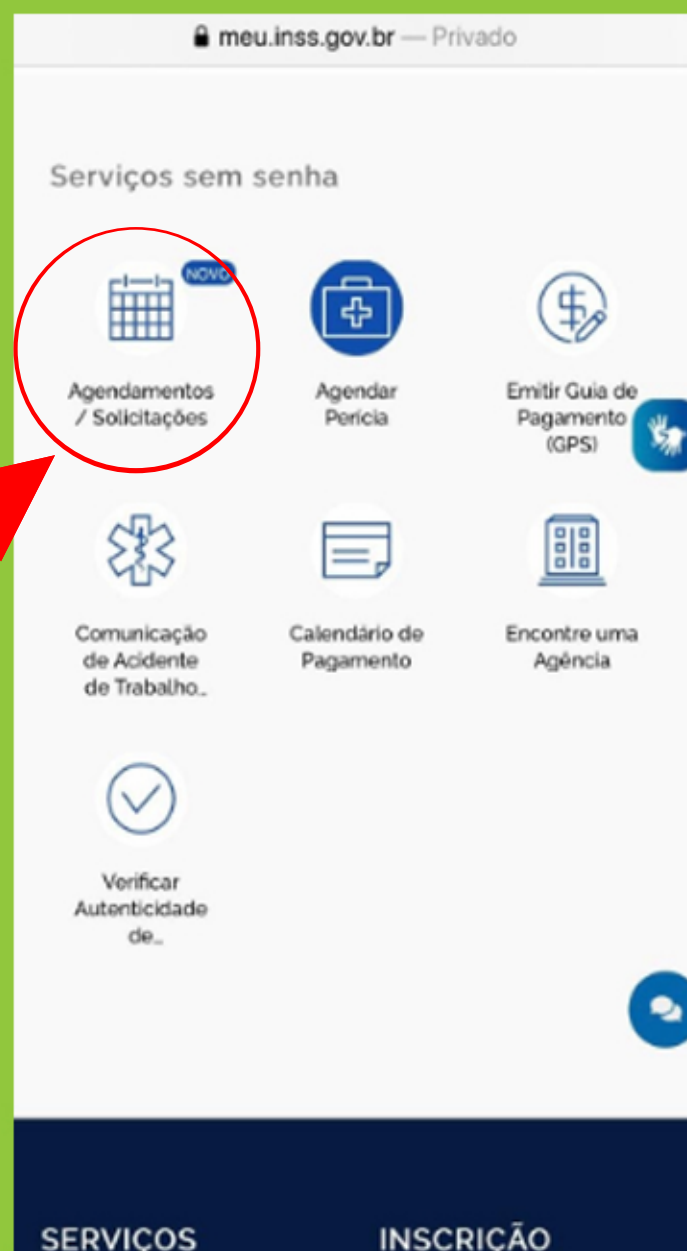 meu.inss.gov.br — Privado
Serviços sem senha
NOVO
Agendamentos
/ Solicitações
Agendar
Perícia
Emitir Guia de
Pagamento
(GPS)
Comunicação
de Acidente
de Trabalho...
Calendário de
Pagamento
Encontre uma
Agência
Verificar
Autenticidade
de...
SERVIÇOS
INSCRIÇÃO